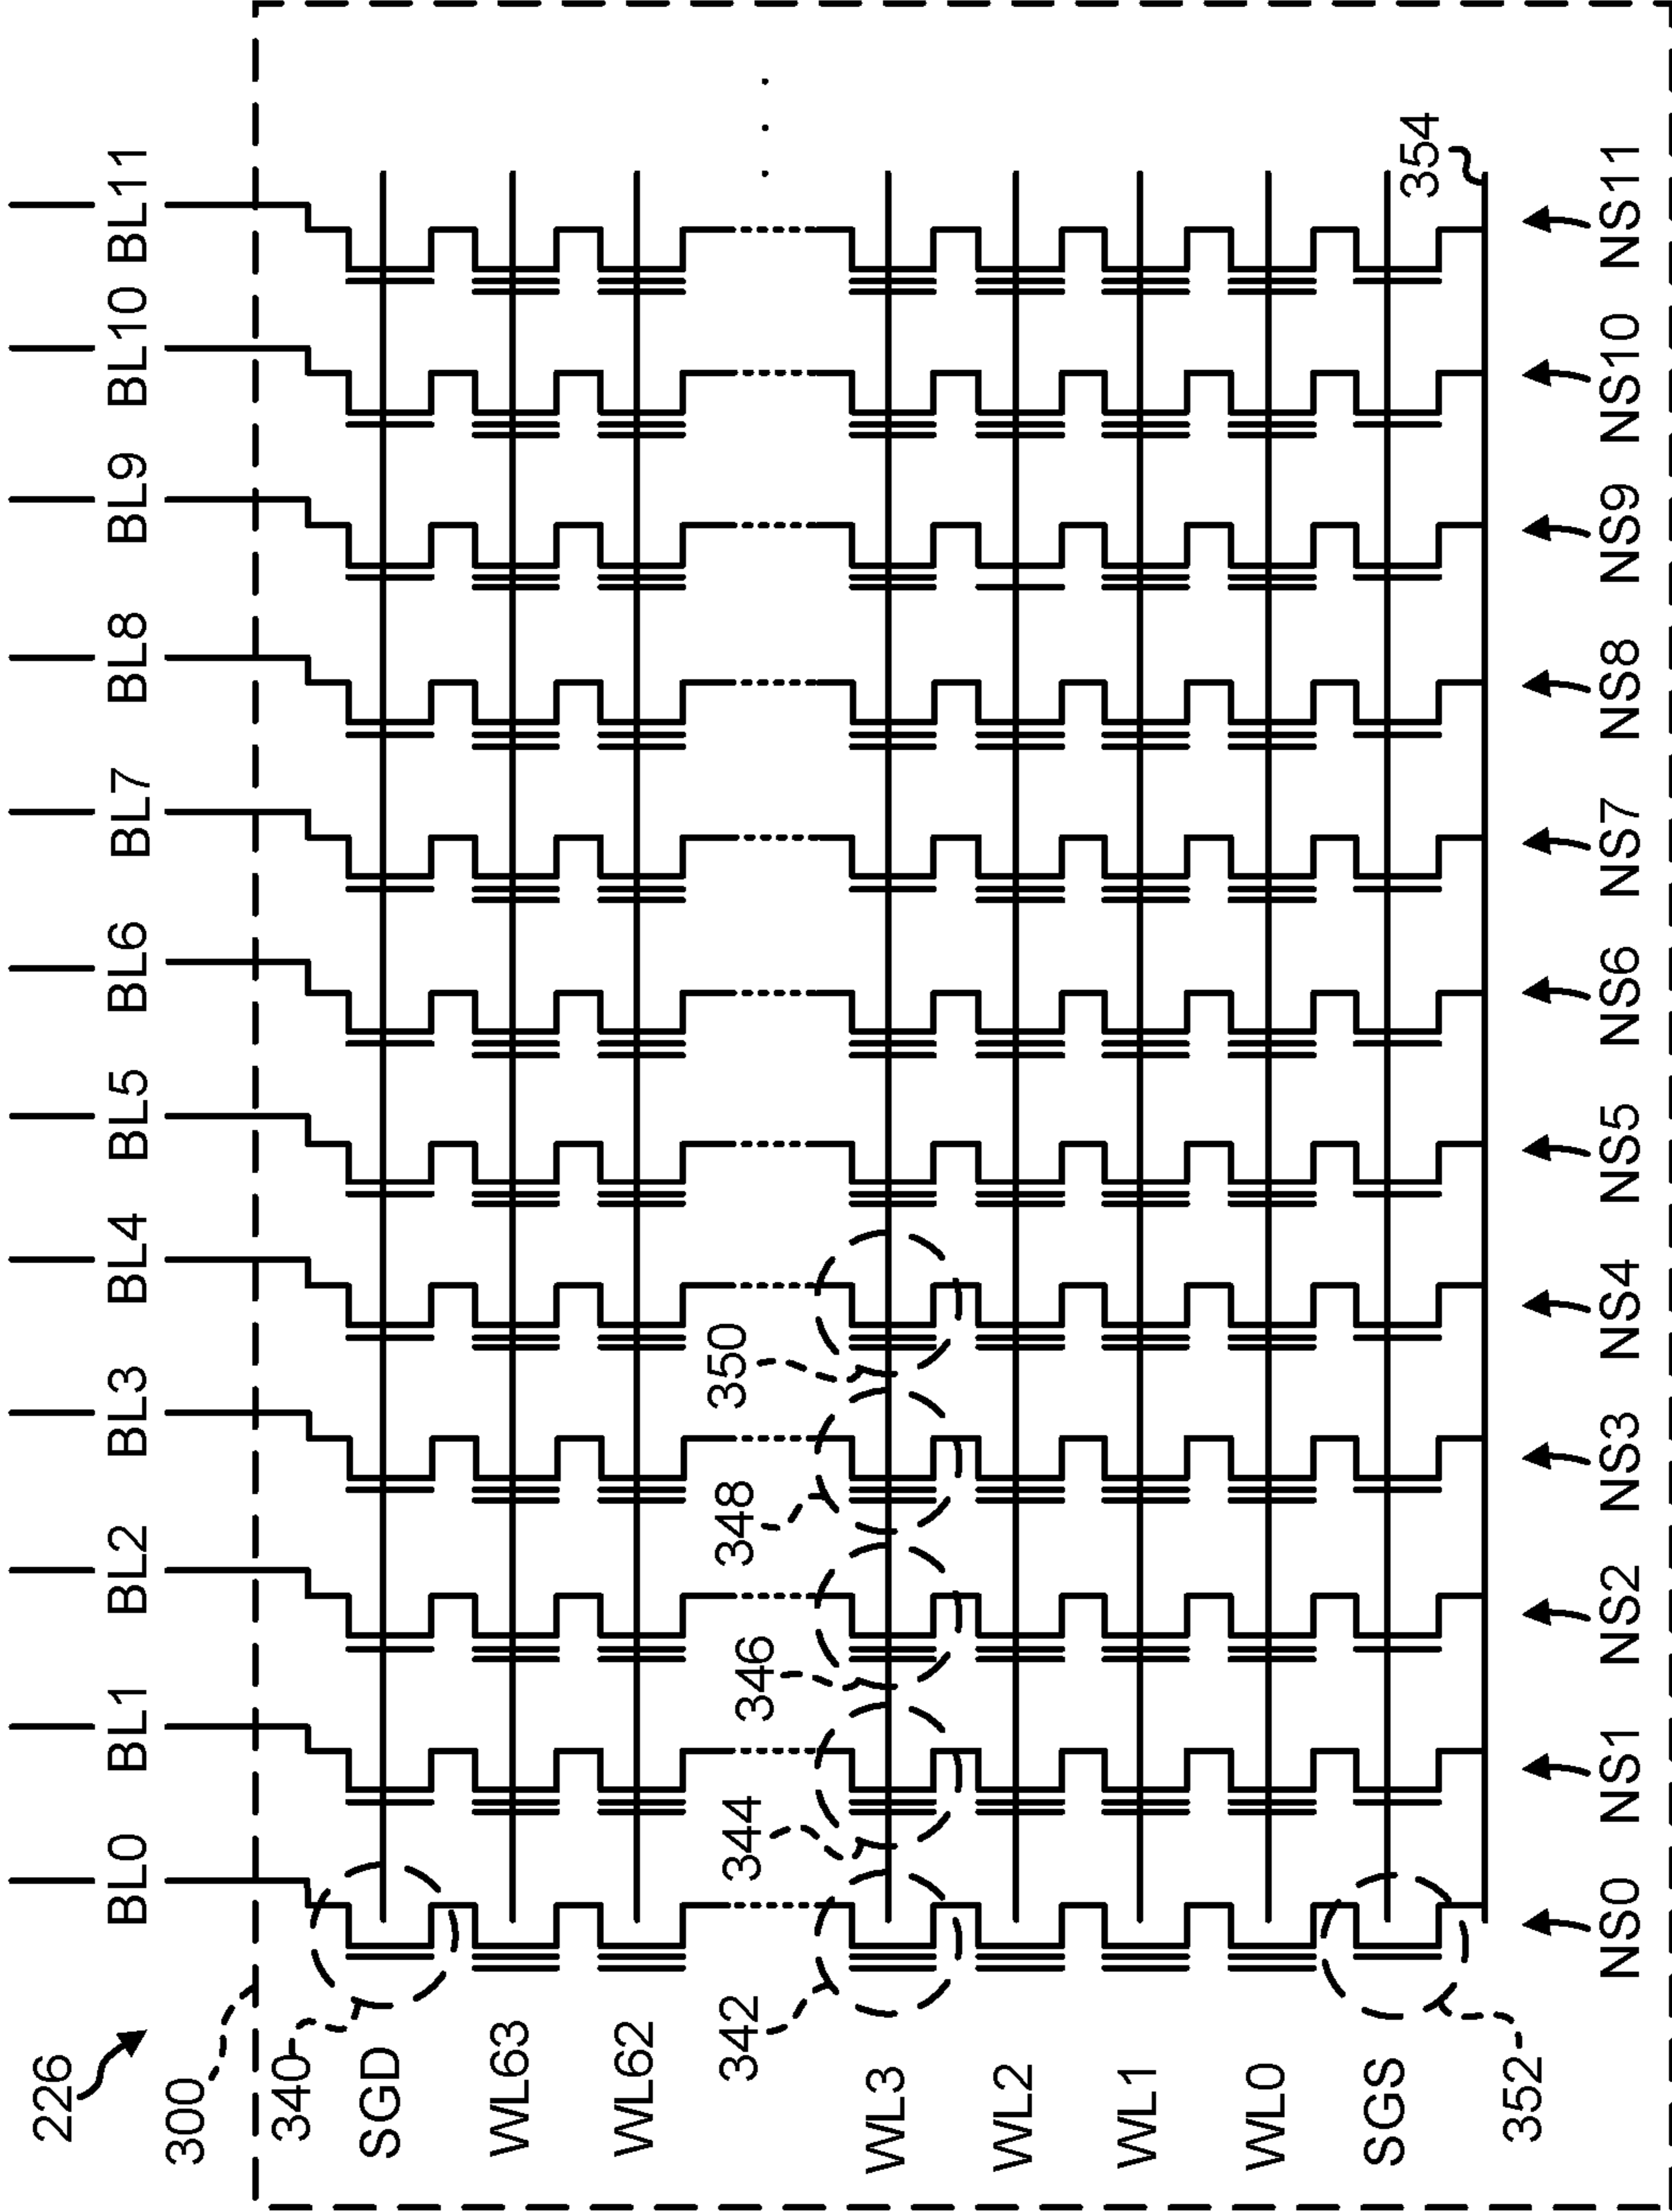 226
300
BL0 BL1 BL2 BL3 BL4 BL5 BL6 BL7 BL8 BL9 BL10 BL11
340
SGD
WL63
WL62
342 344 346 348 350
WL3
WL2
WL1
WL0
SGS
354
352
NS0 NS1 NS2 NS3 NS4 NS5 NS6 NS7 NS8 NS9 NS10 NS11